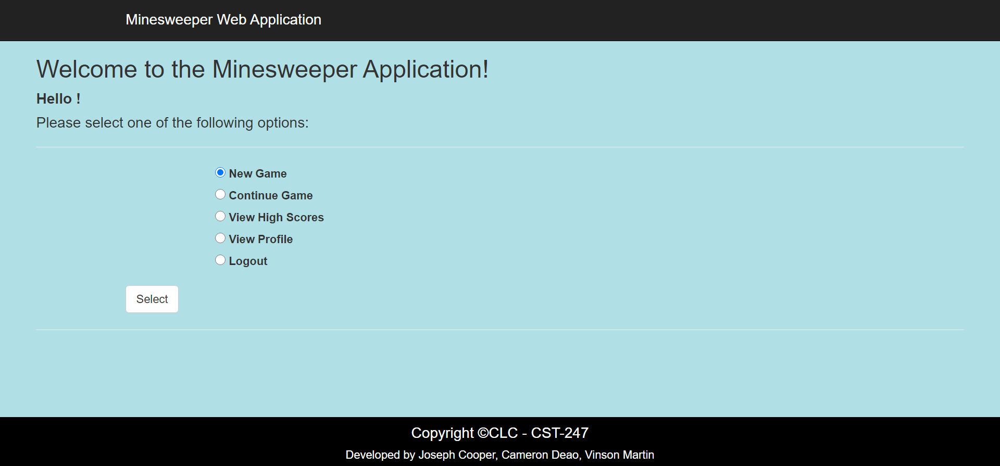 Minesweeper Web Application
Welcome to the Minesweeper Application!
Hello !
Please select one of the following options:
New Game
Continue Game
View High Scores
View Profile
Logout
Select
Copyright ©CLC - CST-247
Developed by Joseph Cooper, Cameron Deao, Vinson Martin